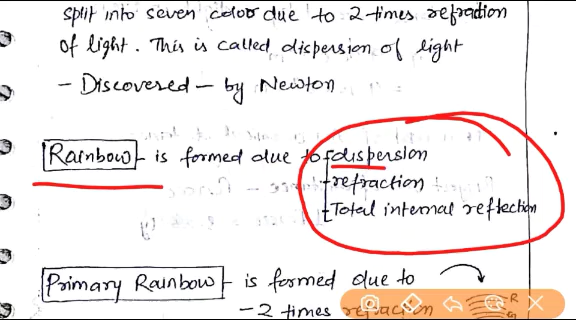 split into seven color due to 2 times refraction
of light. This is called dispersion of light
- Discovered - by Newton
Rainbow - is formed due to - dispersion
- refraction
- Total internal reflection
Primary Rainbow - is formed due to
- 2 times refraction
R